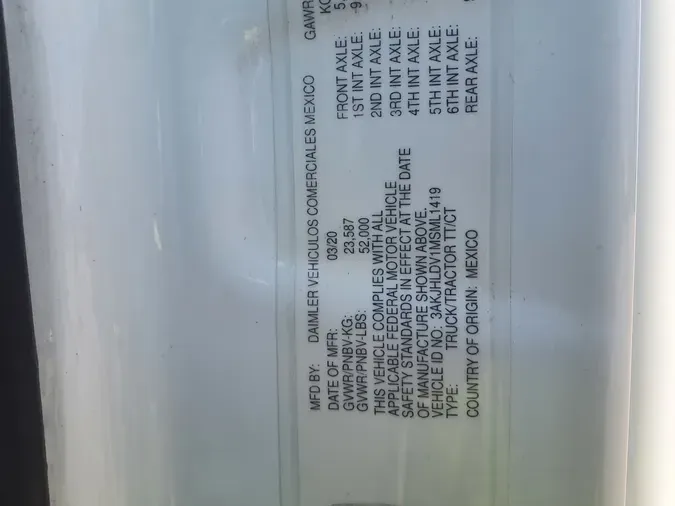 MFD BY: DAIMLER VEHICULOS COMERCIALES MEXICO GAWR
DATE OF MFR: 03/20
GVWR/PNBV-KG: 23,587 FRONT AXLE: 5,
GVWR/PNBV-LBS: 52,000 1ST INT AXLE: 9
THIS VEHICLE COMPLIES WITH ALL 2ND INT AXLE:
APPLICABLE FEDERAL MOTOR VEHICLE 3RD INT AXLE:
SAFETY STANDARDS IN EFFECT AT THE DATE 4TH INT AXLE:
OF MANUFACTURE SHOWN ABOVE. 5TH INT AXLE:
VEHICLE ID NO: 3AKJHLDV1MSML1419 6TH INT AXLE:
TYPE: TRUCK/TRACTOR TT/CT REAR AXLE:
COUNTRY OF ORIGIN: MEXICO